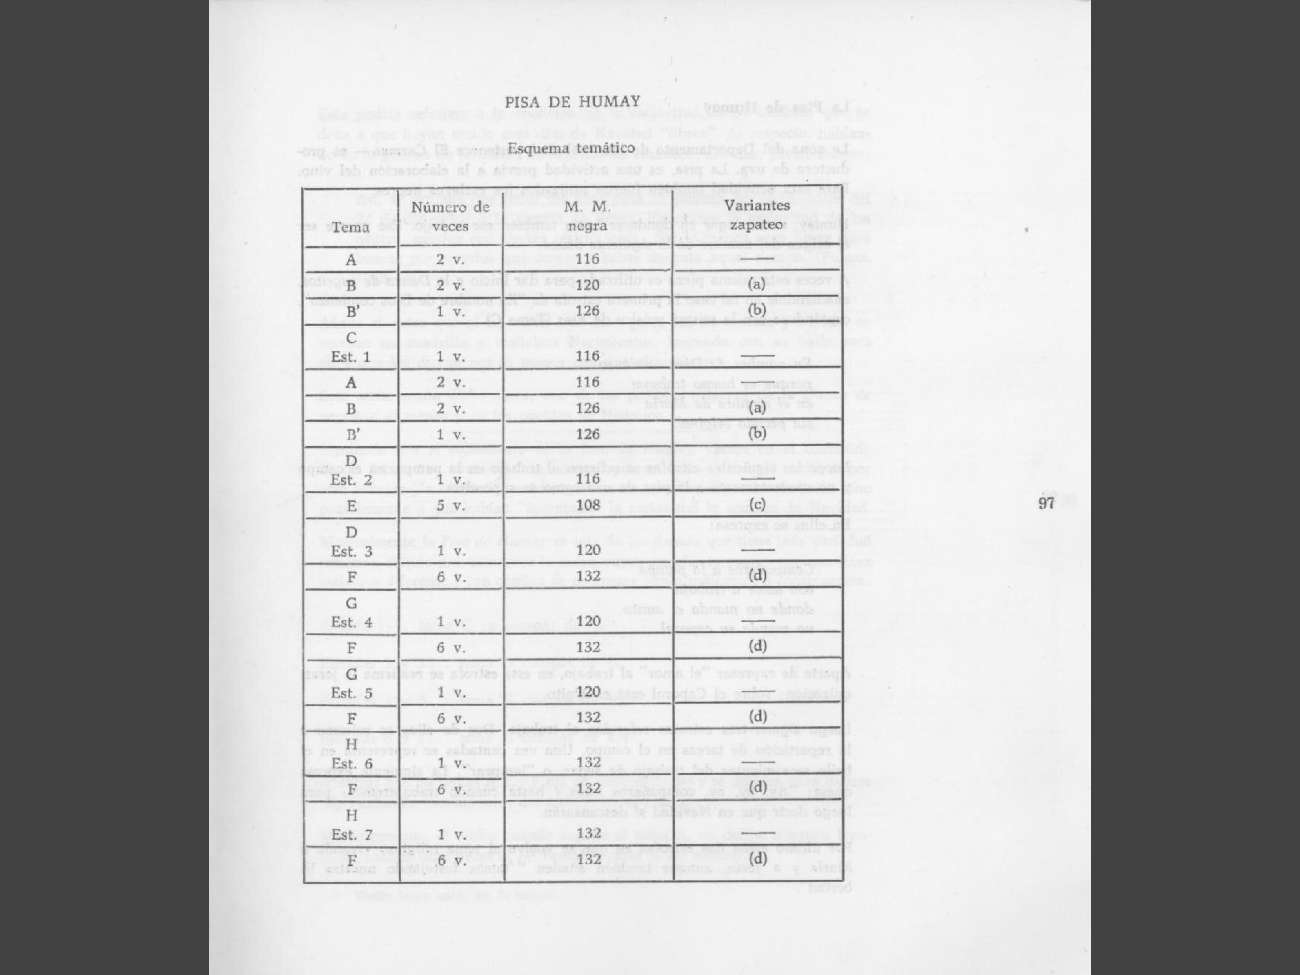 PISA DE HUMAY
Esquema temático
Tema Número de veces M. M. negra Variantes zapateo
A 2 v. 116 ——
B 2 v. 120 (a)
B' 1 v. 126 (b)
C
Est. 1 1 v. 116 ——
A 2 v. 116 ——
B 2 v. 126 (a)
B' 1 v. 126 (b)
D
Est. 2 1 v. 116 ——
E 5 v. 108 (c)
D
Est. 3 1 v. 120 ——
F 6 v. 132 (d)
G
Est. 4 1 v. 120 ——
F 6 v. 132 (d)
G
Est. 5 1 v. 120 ——
F 6 v. 132 (d)
H
Est. 6 1 v. 132 ——
F 6 v. 132 (d)
H
Est. 7 1 v. 132 ——
F 6 v. 132 (d)
97